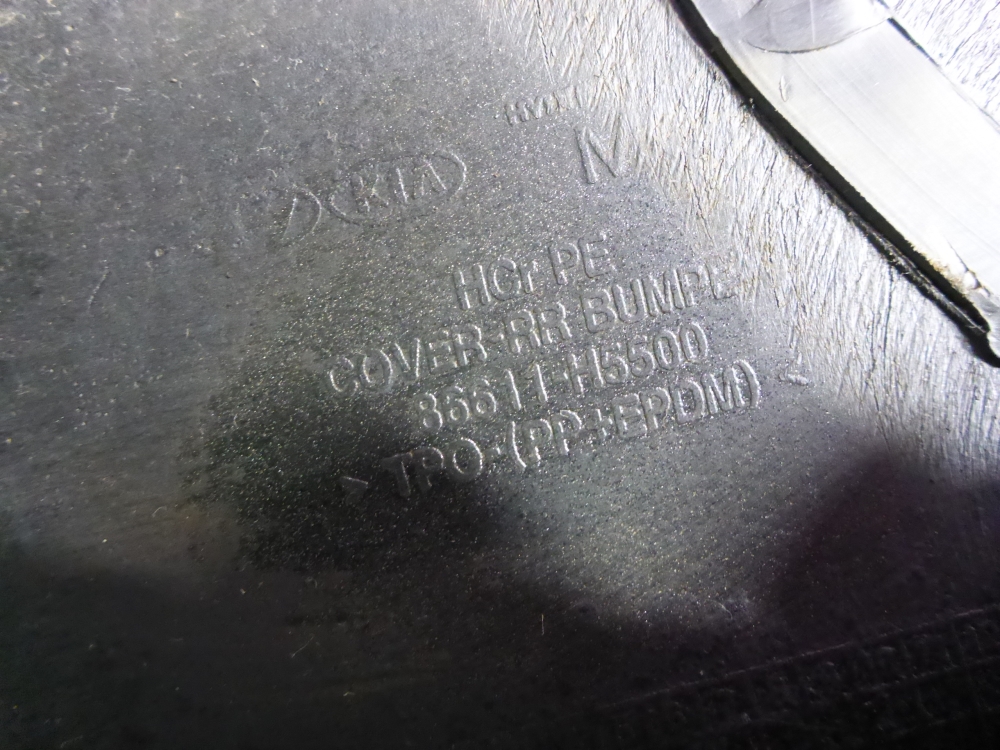 M
KIA
HCr PE
COVER-RR BUMPE
86611-H5500
>TPO-(PP+EPDM)<